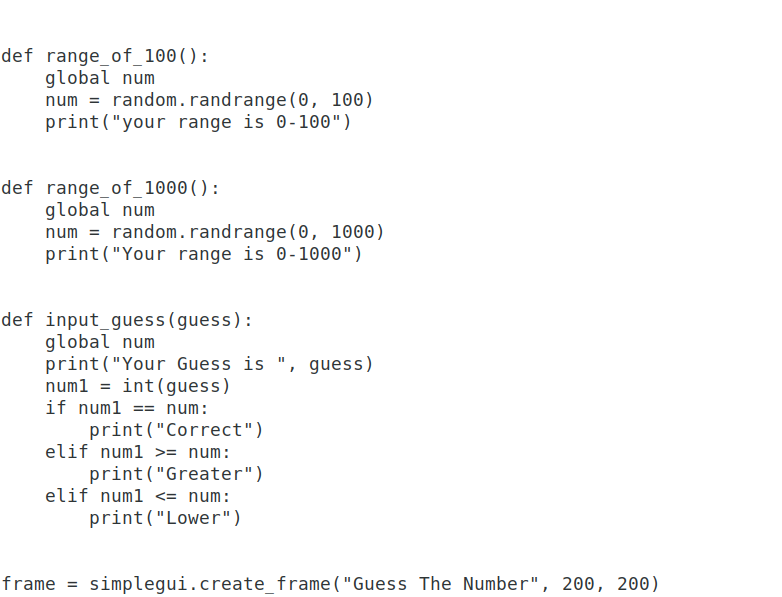 def range_of_100():
    global num
    num = random.randrange(0, 100)
    print("your range is 0-100")
def range_of_1000():
    global num
    num = random.randrange(0, 1000)
    print("Your range is 0-1000")
def input_guess(guess):
    global num
    print("Your Guess is ", guess)
    num1 = int(guess)
    if num1 == num:
        print("Correct")
    elif num1 >= num:
        print("Greater")
    elif num1 <= num:
        print("Lower")
frame = simplegui.create_frame("Guess The Number", 200, 200)